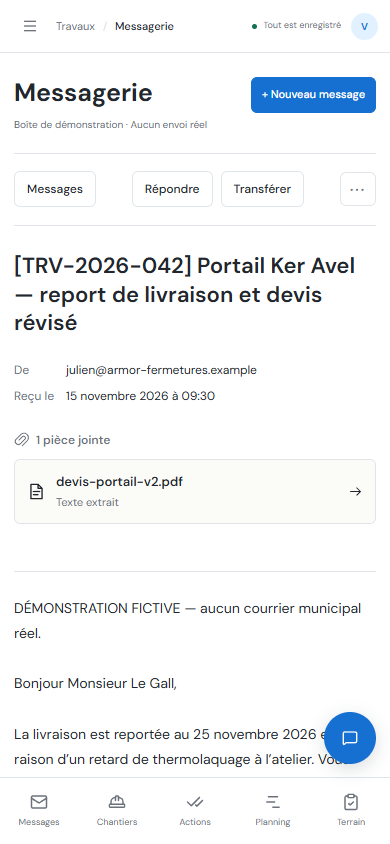 Travaux / Messagerie
Tout est enregistré
V
Messagerie
+ Nouveau message
Boîte de démonstration · Aucun envoi réel
Messages
Répondre
Transférer
...
[TRV-2026-042] Portail Ker Avel
— report de livraison et devis
révisé
De julien@armor-fermetures.example
Reçu le 15 novembre 2026 à 09:30
1 pièce jointe
devis-portail-v2.pdf
Texte extrait
DÉMONSTRATION FICTIVE — aucun courrier municipal
réel.
Bonjour Monsieur Le Gall,
La livraison est reportée au 25 novembre 2026
raison d’un retard de thermolaquage à l’atelier.
Messages
Chantiers
Actions
Planning
Terrain